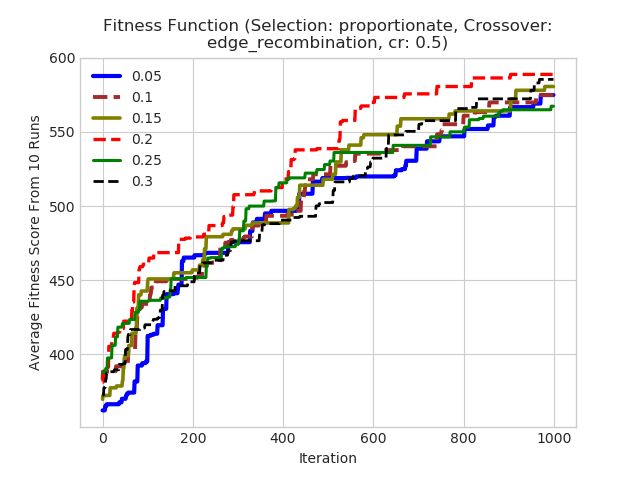 Fitness Function (Selection: proportionate, Crossover:
edge_recombination, cr: 0.5)
600
550
500
450
400
Average Fitness Score From 10 Runs
0.05
0.1
0.15
0.2
0.25
0.3
0 200 400 600 800 1000
Iteration